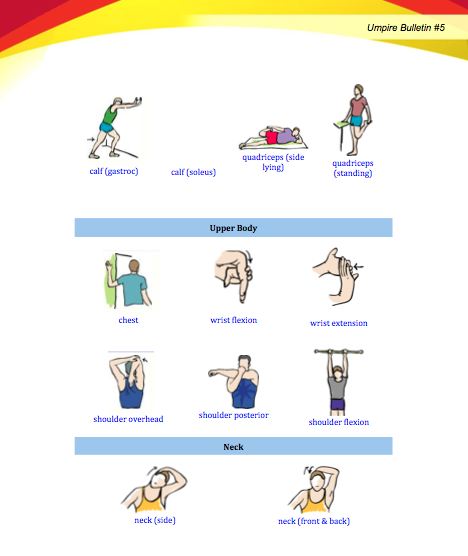 Umpire Bulletin #5
calf (gastroc)
calf (soleus)
quadriceps (side
lying)
quadriceps
(standing)
Upper Body
chest
wrist flexion
wrist extension
shoulder overhead
shoulder posterior
shoulder flexion
Neck
neck (side)
neck (front & back)